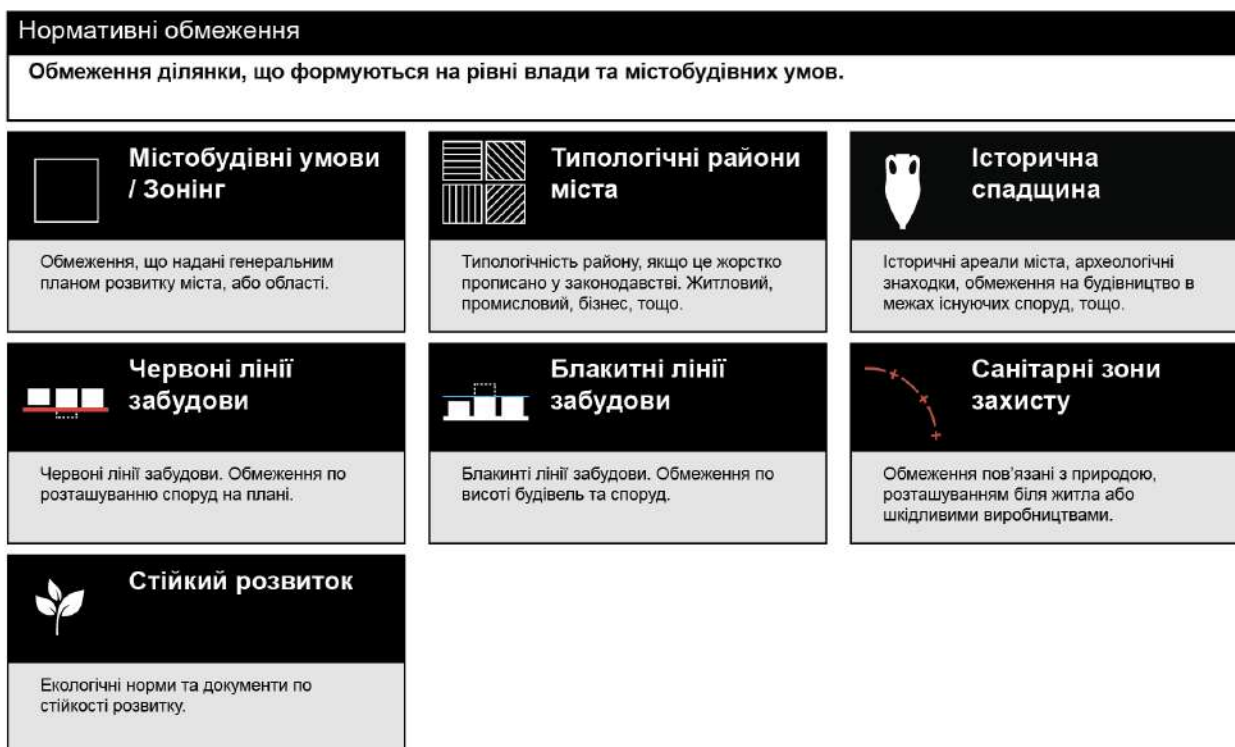 Нормативні обмеження
Обмеження ділянки, що формуються на рівні влади та містобудівних умов.
Містобудівні умови
/ Зонінг
Обмеження, що надані генеральним
планом розвитку міста, або області.
Типологічні райони
міста
Типологічність району, якщо це жорстко
прописано у законодавстві. Житловий,
промисловий, бізнес, тощо.
Історична
спадщина
Історичні ареали міста, археологічні
знаходки, обмеження на будівництво в
межах існуючих споруд, тощо.
Червоні лінії
забудови
Червоні лінії забудови. Обмеження по
розташуванню споруд на плані.
Блакитні лінії
забудови
Блакинті лінії забудови. Обмеження по
висоті будівель та споруд.
Санітарні зони
захисту
Обмеження пов’язані з природою,
розташуванням біля житла або
шкідливими виробництвами.
Стійкий розвиток
Екологічні норми та документи по
стійкості розвитку.